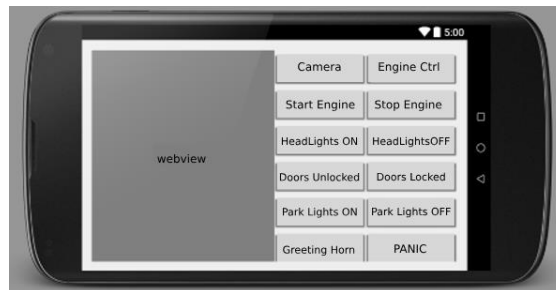 5:00
Camera Engine Ctrl
Start Engine Stop Engine
webview
HeadLights ON HeadLightsOFF
Doors Unlocked Doors Locked
Park Lights ON Park Lights OFF
Greeting Horn PANIC